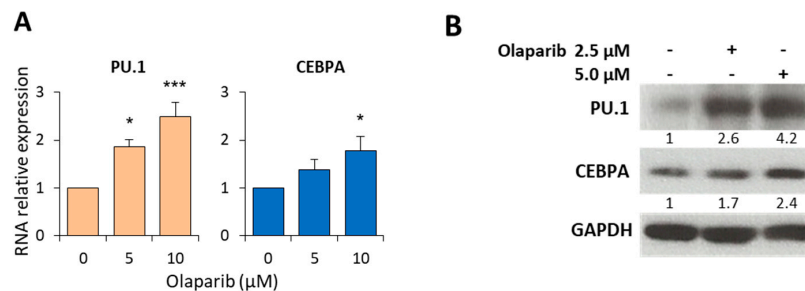 A
PU.1
CEBPA
RNA relative expression
3
2
1
0
*
***
0 5 10
3
2
1
0
*
0 5 10
Olaparib (µM)
B
Olaparib 2.5 µM - + -
5.0 µM - - +
PU.1
1 2.6 4.2
CEBPA
1 1.7 2.4
GAPDH